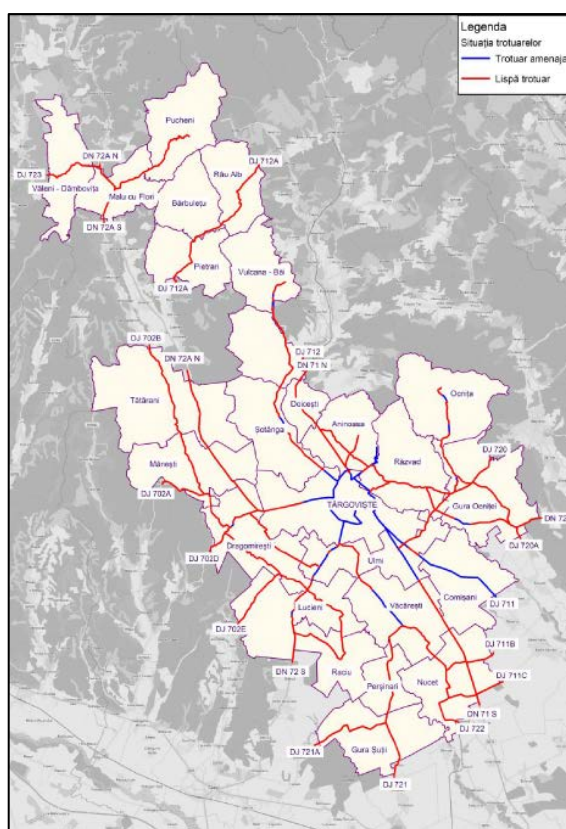 Legenda
Situația trotuarelor
Trotuar amenaja
Lispă trotuar
Pucheni
DN 72A N
DJ 712A
DJ 723
Râu Alb
Văleni - Dâmbovița
Malu cu Flori
Bărbulețu
DN 72A S
Pietrari
Vulcana - Băi
DJ 712A
DJ 702B
DJ 712
DN 72A N
DN 71 N
Ocnița
Tătărani
Doicești
Aninoasa
Șotânga
DJ 720
Mănești
Răzvad
DJ 702A
TÂRGOVIȘTE
Gura Ocniței
DN 72
DJ 720A
Dragomirești
DJ 702D
Ulmi
Comișani
DJ 711
Lucieni
Văcărești
DJ 702E
DJ 711B
DN 72 S
Raciu
Nucet
DJ 711C
Perșinari
DN 71 S
DJ 722
DJ 721A
Gura Șuții
DJ 721